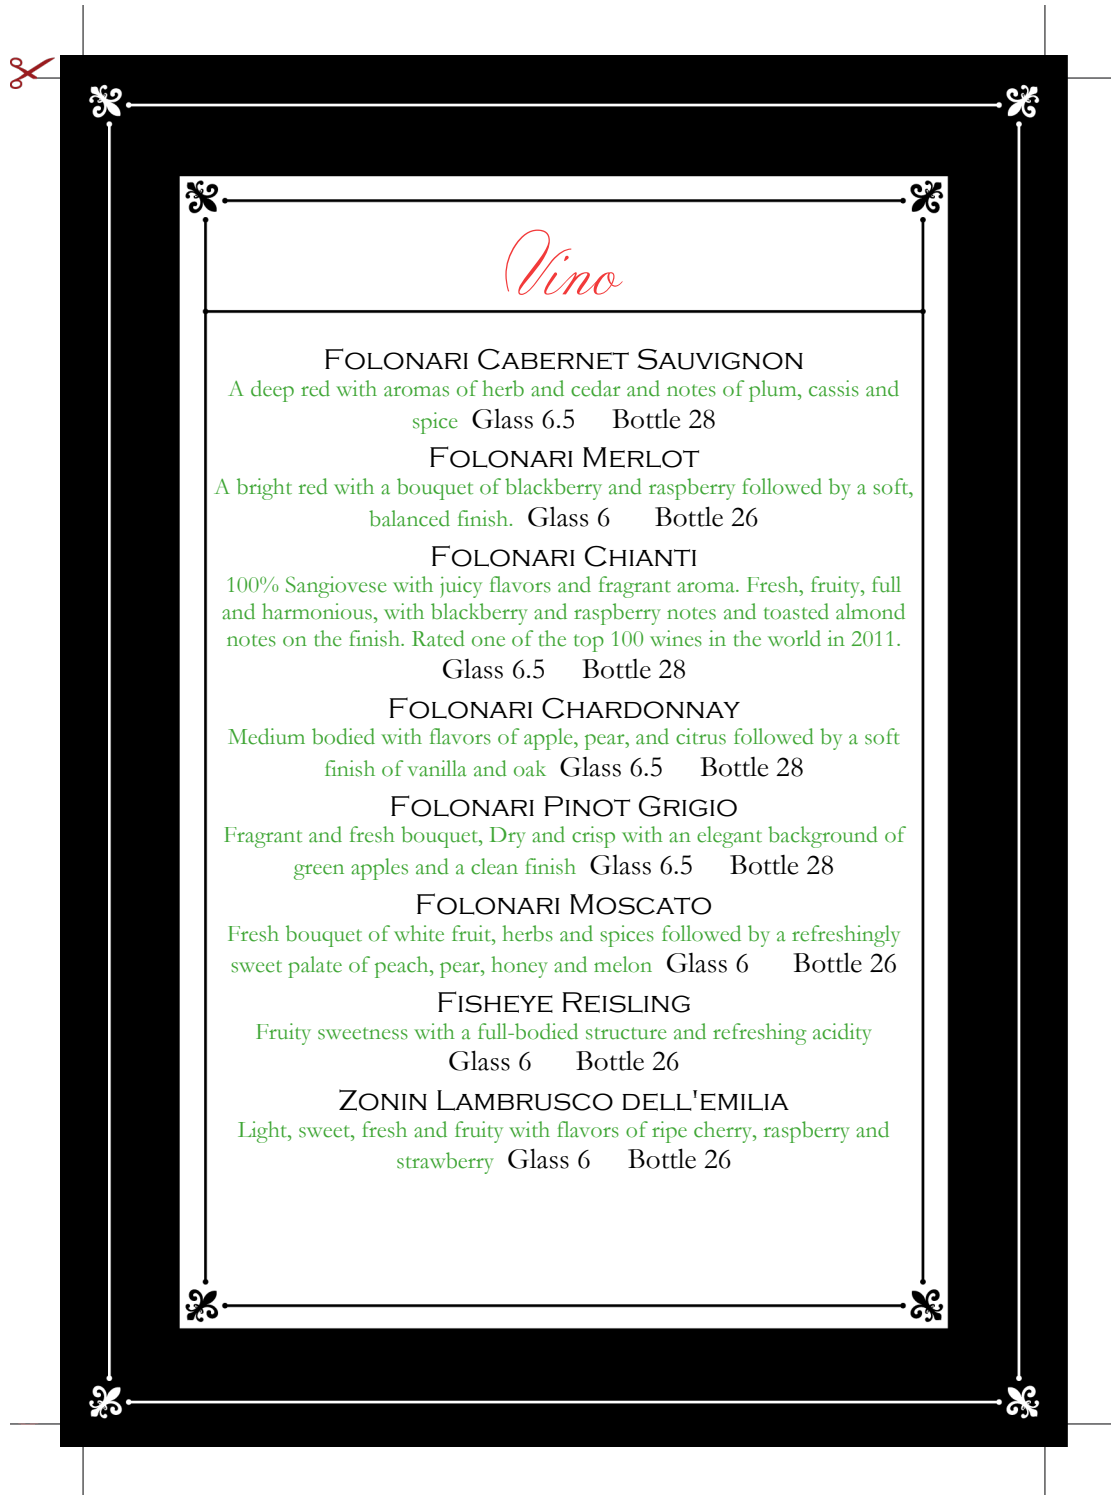 Vino
Folonari Cabernet Sauvignon
A deep red with aromas of herb and cedar and notes of plum, cassis and
spice Glass 6.5 Bottle 28
Folonari Merlot
A bright red with a bouquet of blackberry and raspberry followed by a soft,
balanced finish. Glass 6 Bottle 26
Folonari Chianti
100% Sangiovese with juicy flavors and fragrant aroma. Fresh, fruity, full
and harmonious, with blackberry and raspberry notes and toasted almond
notes on the finish. Rated one of the top 100 wines in the world in 2011.
Glass 6.5 Bottle 28
Folonari Chardonnay
Medium bodied with flavors of apple, pear, and citrus followed by a soft
finish of vanilla and oak Glass 6.5 Bottle 28
Folonari Pinot Grigio
Fragrant and fresh bouquet, Dry and crisp with an elegant background of
green apples and a clean finish Glass 6.5 Bottle 28
Folonari Moscato
Fresh bouquet of white fruit, herbs and spices followed by a refreshingly
sweet palate of peach, pear, honey and melon Glass 6 Bottle 26
Fisheye Reisling
Fruity sweetness with a full-bodied structure and refreshing acidity
Glass 6 Bottle 26
Zonin Lambrusco dell'emilia
Light, sweet, fresh and fruity with flavors of ripe cherry, raspberry and
strawberry Glass 6 Bottle 26